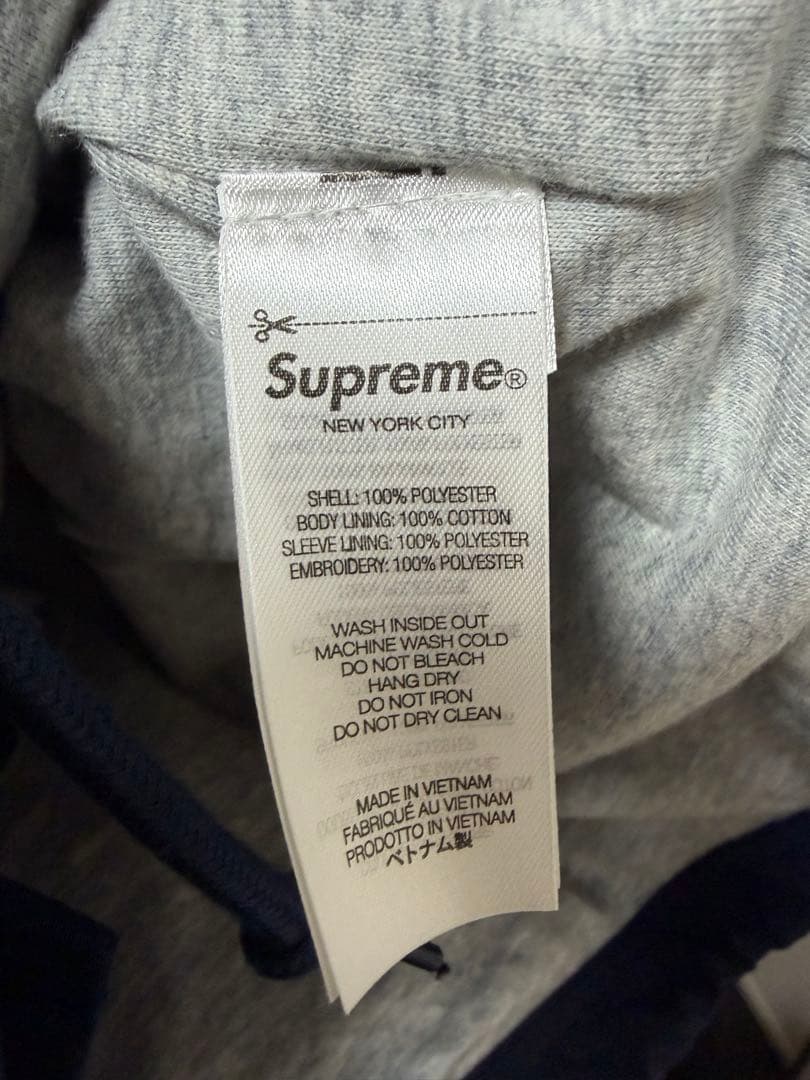 Supreme®
NEW YORK CITY
SHELL: 100% POLYESTER
BODY LINING: 100% COTTON
SLEEVE LINING: 100% POLYESTER
EMBROIDERY: 100% POLYESTER
WASH INSIDE OUT
MACHINE WASH COLD
DO NOT BLEACH
HANG DRY
DO NOT IRON
DO NOT DRY CLEAN
MADE IN VIETNAM
FABRIQUÉ AU VIETNAM
PRODOTTO IN VIETNAM
ベトナム製